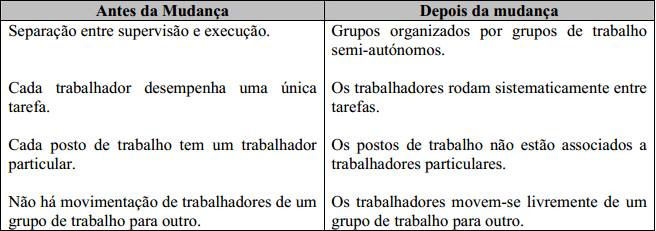 Antes da Mudança
Depois da mudança
Separação entre supervisão e execução.
Grupos organizados por grupos de trabalho
semi-autónomos.
Cada trabalhador desempenha uma única
tarefa.
Os trabalhadores rodam sistematicamente entre
tarefas.
Cada posto de trabalho tem um trabalhador
particular.
Os postos de trabalho não estão associados a
trabalhadores particulares.
Não há movimentação de trabalhadores de um
grupo de trabalho para outro.
Os trabalhadores movem-se livremente de um
grupo de trabalho para outro.